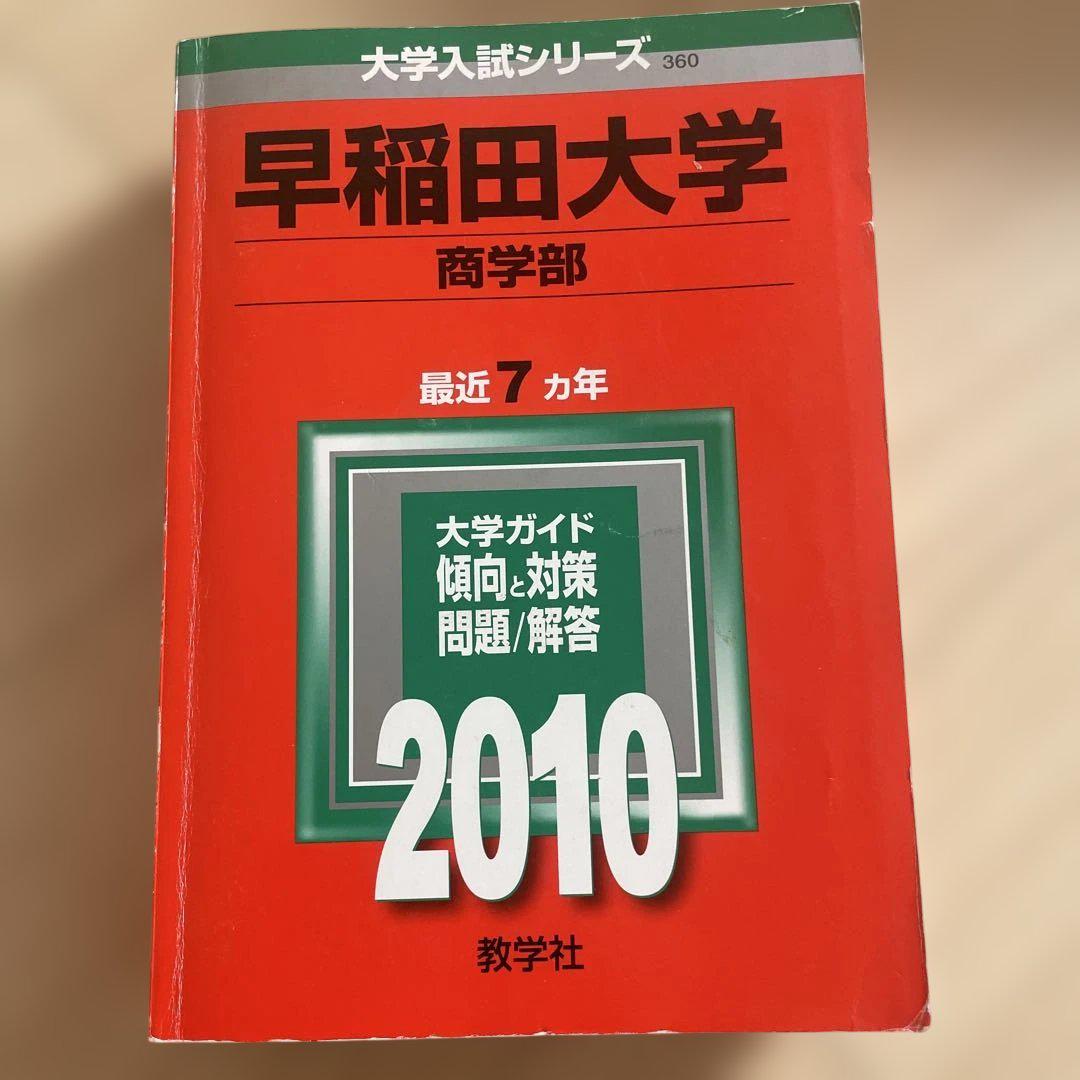 大学入試シリーズ 360
早稲田大学
商学部
最近7カ年
大学ガイド
傾向と対策
問題/解答
2010
教学社